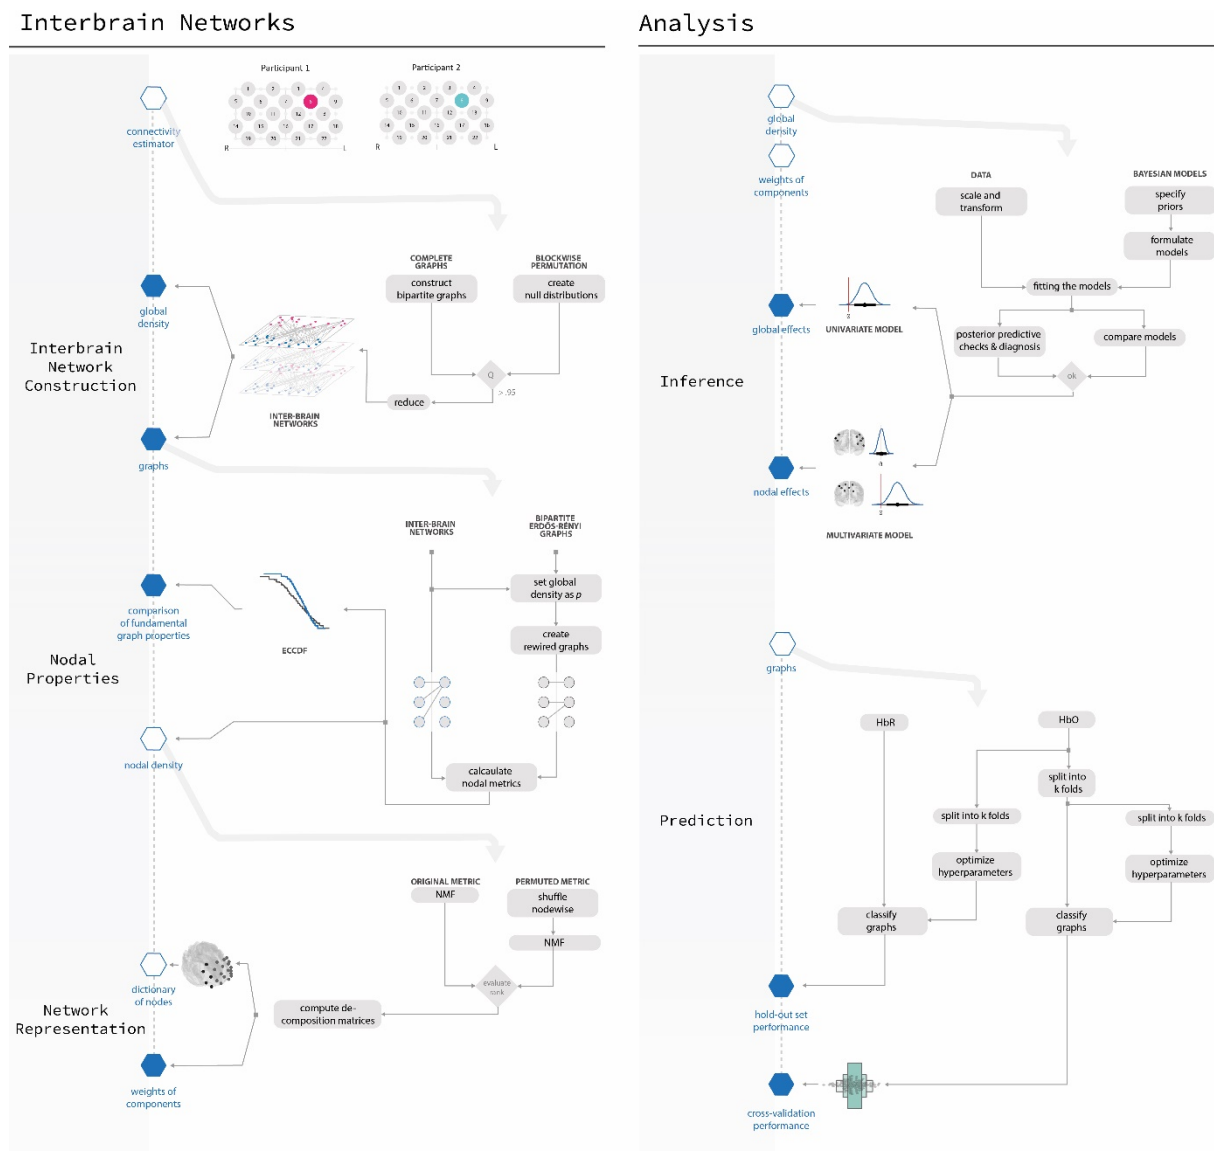 Interbrain Networks
Participant 1
Participant 2
connectivity
estimator
R
L
R
L
COMPLETE
GRAPHS
construct
bipartite graphs
BLOCKWISE
PERMUTATION
create
null distributions
global
density
Interbrain
Network
Construction
Q
> .95
reduce
INTER-BRAIN
NETWORKS
graphs
INTER-BRAIN
NETWORKS
BIPARTITE
ERDŐS-RÉNYI
GRAPHS
set global
density as p
create
rewired graphs
comparison
of fundamental
graph properties
ECCDF
Nodal
Properties
nodal density
calcaulate
nodal metrics
ORIGINAL METRIC
NMF
PERMUTED METRIC
shuffle
nodewise
NMF
evaluate
rank
dictionary
of nodes
Network
Representation
compute de-
composition matrices
weights of
components
Analysis
global
density
weights of
components
DATA
scale and
transform
BAYESIAN MODELS
specify
priors
formulate
models
fitting the models
global effects
UNIVARIATE MODEL
posterior predictive
checks & diagnosis
compare models
ok
Inference
nodal effects
MULTIVARIATE MODEL
graphs
HbR
HbO
split into
k folds
split into k folds
split into k folds
optimize
hyperparameters
optimize
hyperparameters
Prediction
classify
graphs
classify
graphs
hold-out set
performance
cross-validation
performance